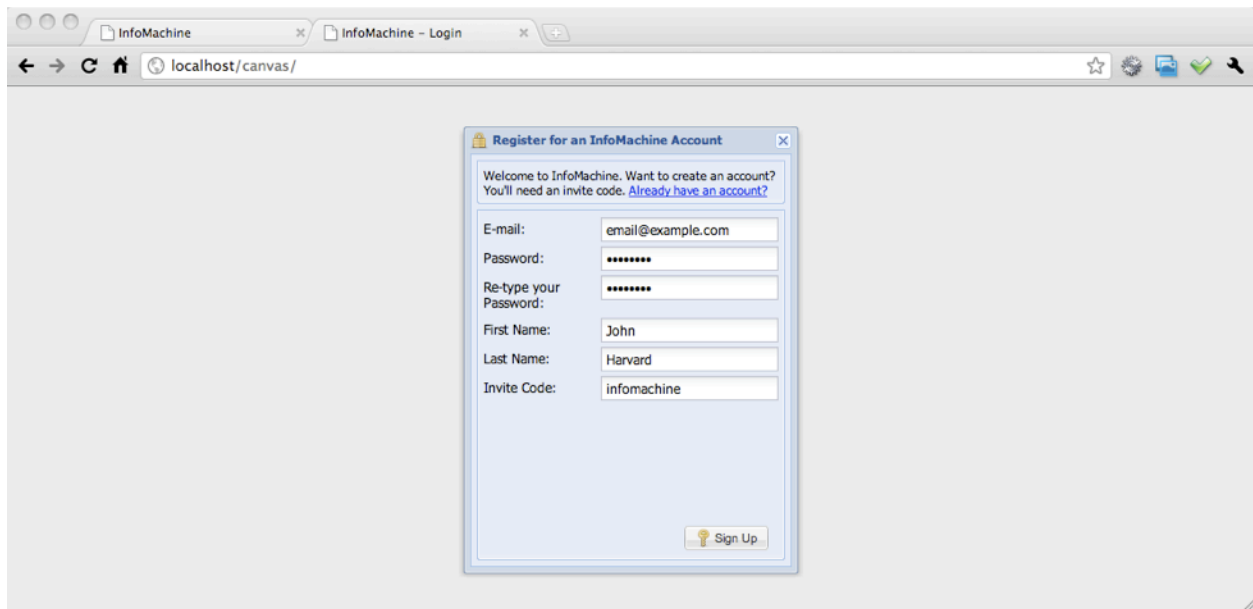 InfoMachine
InfoMachine - Login
localhost/canvas/
Register for an InfoMachine Account
Welcome to InfoMachine. Want to create an account?
You'll need an invite code. Already have an account?
E-mail: email@example.com
Password: ••••••••
Re-type your Password: ••••••••
First Name: John
Last Name: Harvard
Invite Code: infomachine
Sign Up